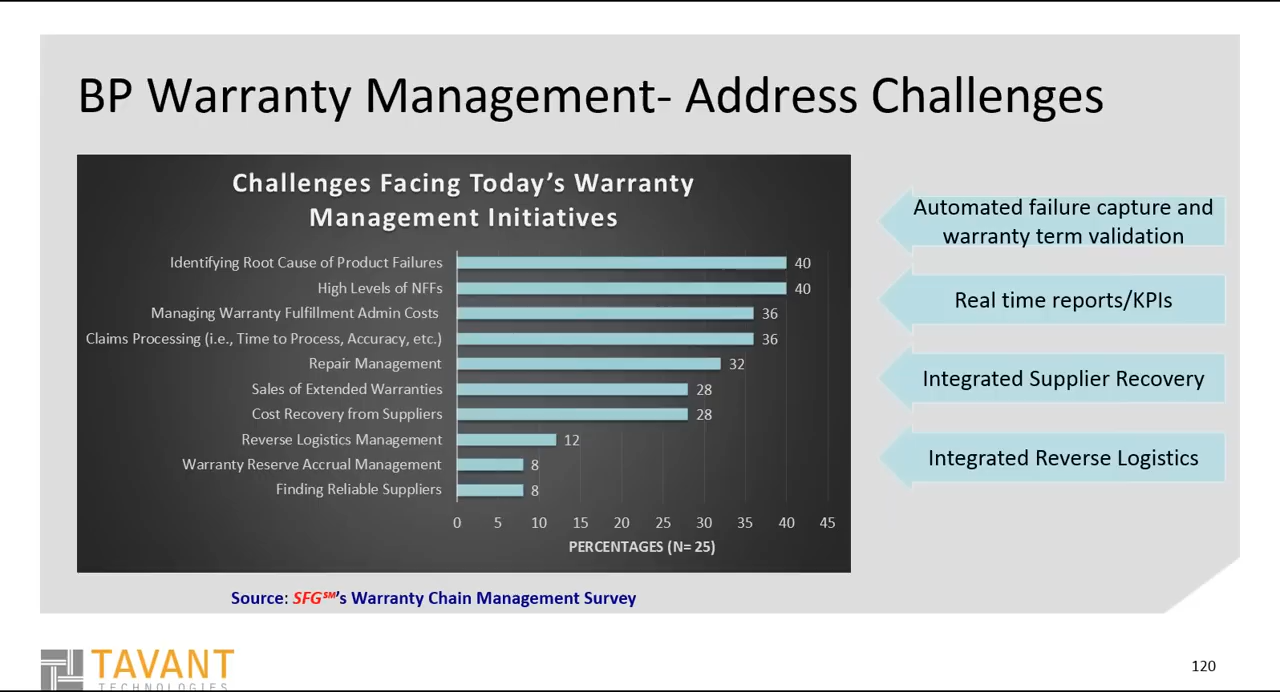 BP Warranty Management- Address Challenges
Challenges Facing Today's Warranty
Management Initiatives
Identifying Root Cause of Product Failures 40
High Levels of NFFs 40
Managing Warranty Fulfillment Admin Costs 36
Claims Processing (i.e., Time to Process, Accuracy, etc.) 36
Repair Management 32
Sales of Extended Warranties 28
Cost Recovery from Suppliers 28
Reverse Logistics Management 12
Warranty Reserve Accrual Management 8
Finding Reliable Suppliers 8
0 5 10 15 20 25 30 35 40 45
PERCENTAGES (N= 25)
Source: SFG℠'s Warranty Chain Management Survey
Automated failure capture and
warranty term validation
Real time reports/KPIs
Integrated Supplier Recovery
Integrated Reverse Logistics
TAVANT
TECHNOLOGIES
120